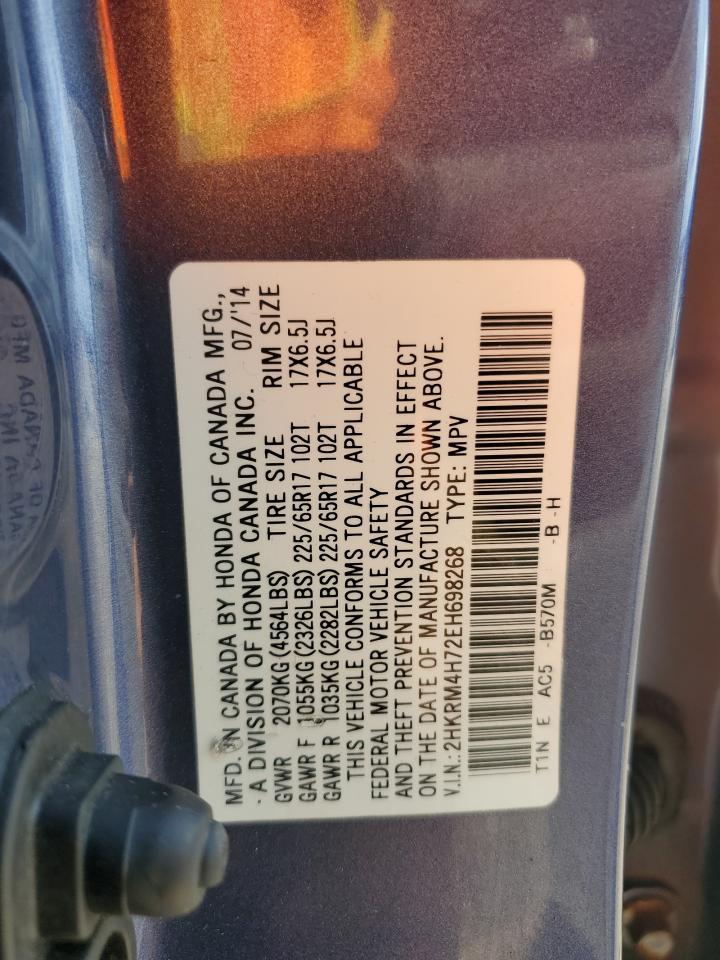 MFD. IN CANADA BY HONDA OF CANADA MFG.,
- A DIVISION OF HONDA CANADA INC. 07/'14
GVWR 2070KG (4564LBS) TIRE SIZE RIM SIZE
GAWR F 1055KG (2326LBS) 225/65R17 102T 17X6.5J
GAWR R 1035KG (2282LBS) 225/65R17 102T 17X6.5J
THIS VEHICLE CONFORMS TO ALL APPLICABLE
FEDERAL MOTOR VEHICLE SAFETY
AND THEFT PREVENTION STANDARDS IN EFFECT
ON THE DATE OF MANUFACTURE SHOWN ABOVE.
V.I.N.: 2HKRM4H72EH698268 TYPE: MPV
T1N E AC5 -B570M -B -H